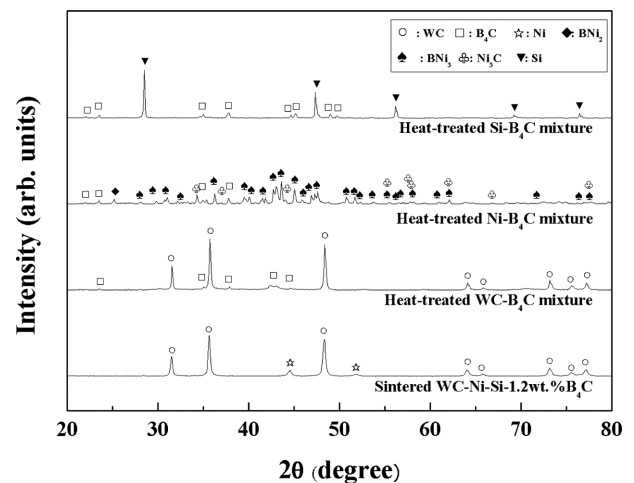 ○ : WC □ : B₄C ☆ : Ni ◆ : BNi₂
♠ : BNi₃ ♧ : Ni₃C ▼ : Si
Heat-treated Si-B₄C mixture
Heat-treated Ni-B₄C mixture
Heat-treated WC-B₄C mixture
Sintered WC-Ni-Si-1.2wt.%B₄C
Intensity (arb. units)
20 30 40 50 60 70 80
2θ (degree)